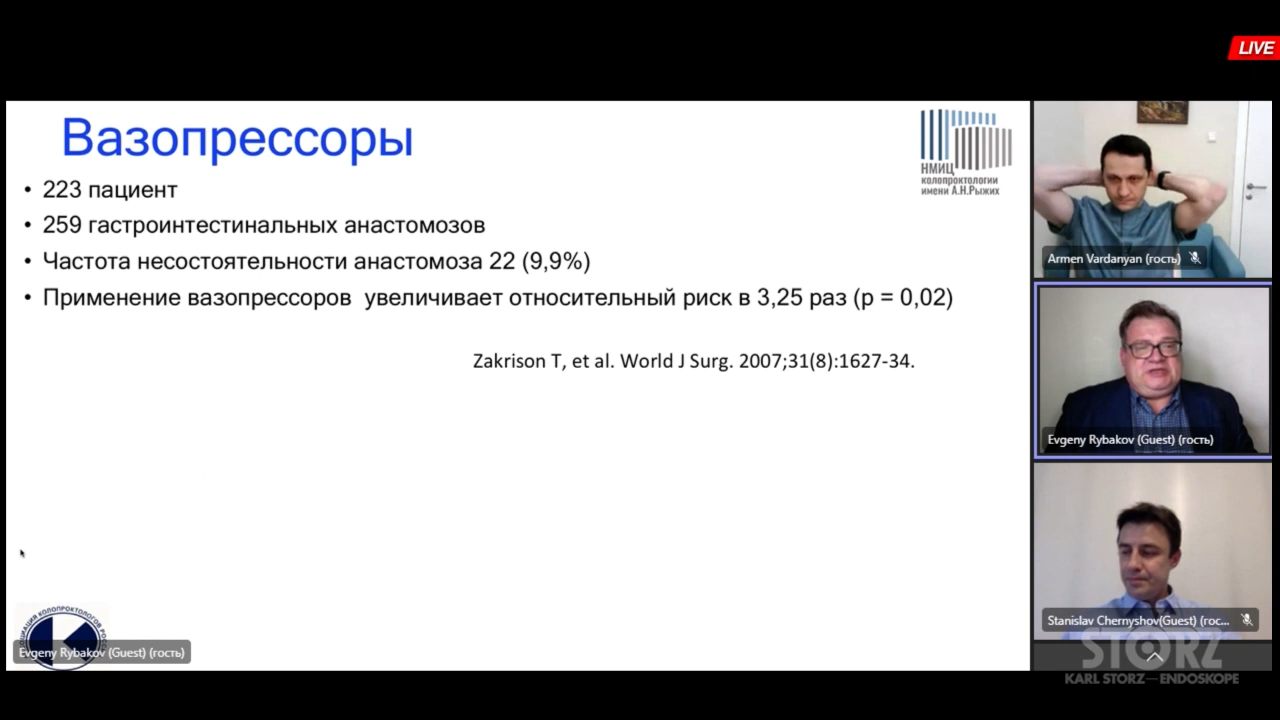 LIVE
Вазопрессоры
НМИЦ
колопроктологии
имени А.Н.Рыжих
• 223 пациент
• 259 гастроинтестинальных анастомозов
• Частота несостоятельности анастомоза 22 (9,9%)
• Применение вазопрессоров увеличивает относительный риск в 3,25 раз (p = 0,02)
Zakrison T, et al. World J Surg. 2007;31(8):1627-34.
Evgeny Rybakov (Guest) (гость)
Armen Vardanyan (гость)
Evgeny Rybakov (Guest) (гость)
Stanislav Chernyshov(Guest) (гос...
STORZ
KARL STORZ—ENDOSKOPE